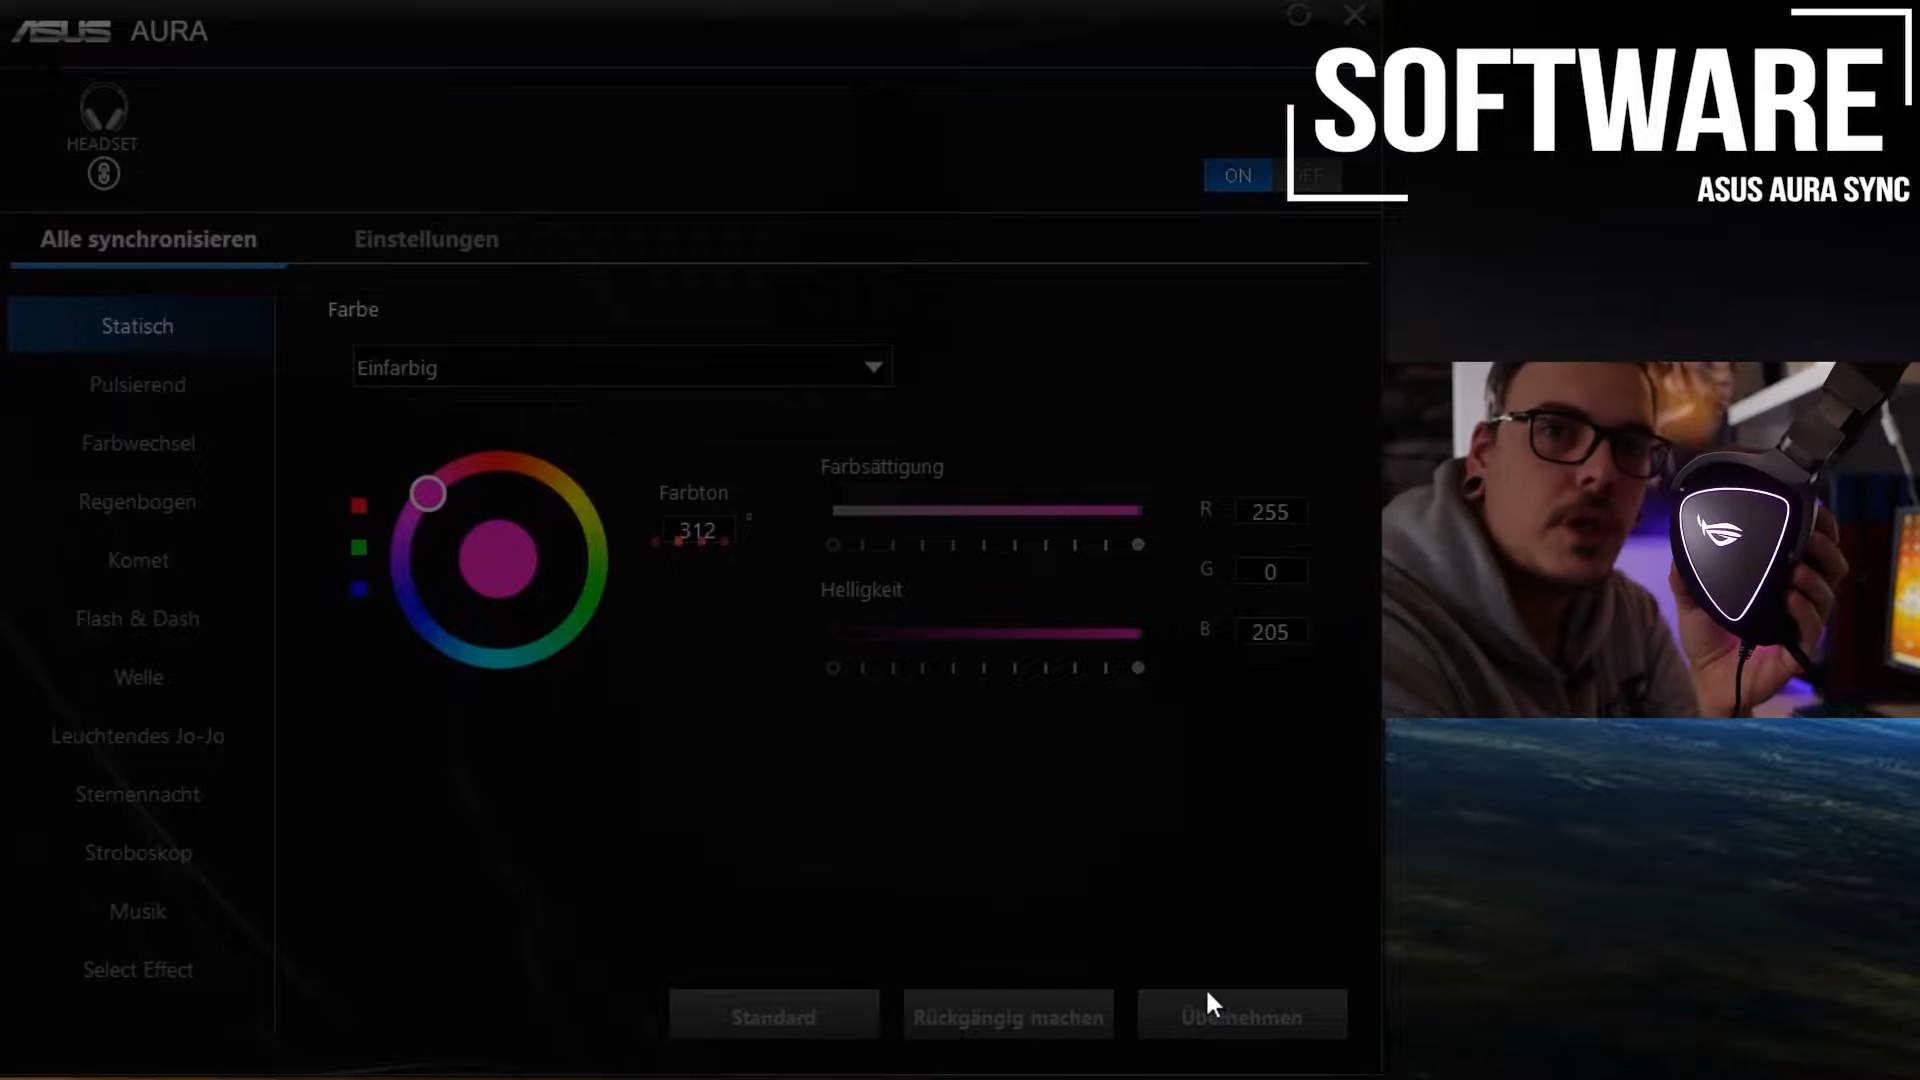 ASUS AURA
SOFTWARE
ASUS AURA SYNC
HEADSET
ON
Alle synchronisieren
Einstellungen
Statisch
Pulsierend
Farbwechsel
Regenbogen
Komet
Flash & Dash
Welle
Leuchtendes Jo-Jo
Sternennacht
Stroboskop
Musik
Select Effect
Farbe
Einfarbig
Farbton
312 °
Farbsättigung
Helligkeit
R 255
G 0
B 205
Standard
Rückgängig machen
Übernehmen